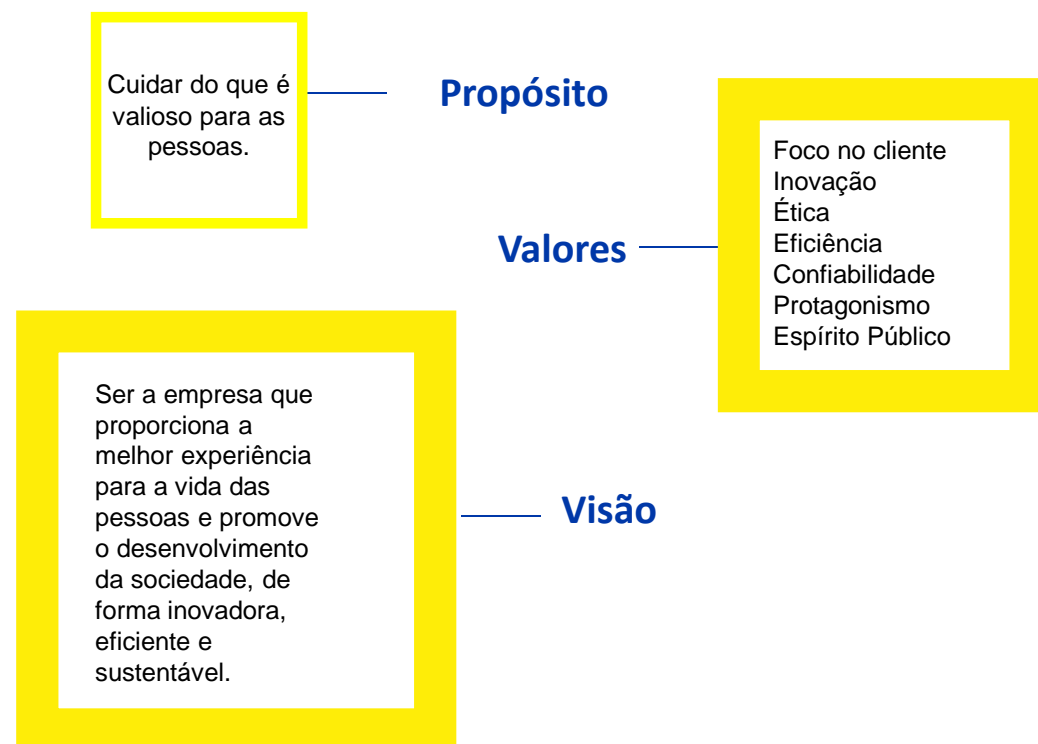 Cuidar do que é
valioso para as
pessoas.
Propósito
Valores
Foco no cliente
Inovação
Ética
Eficiência
Confiabilidade
Protagonismo
Espírito Público
Ser a empresa que
proporciona a
melhor experiência
para a vida das
pessoas e promove
o desenvolvimento
da sociedade, de
forma inovadora,
eficiente e
sustentável.
Visão